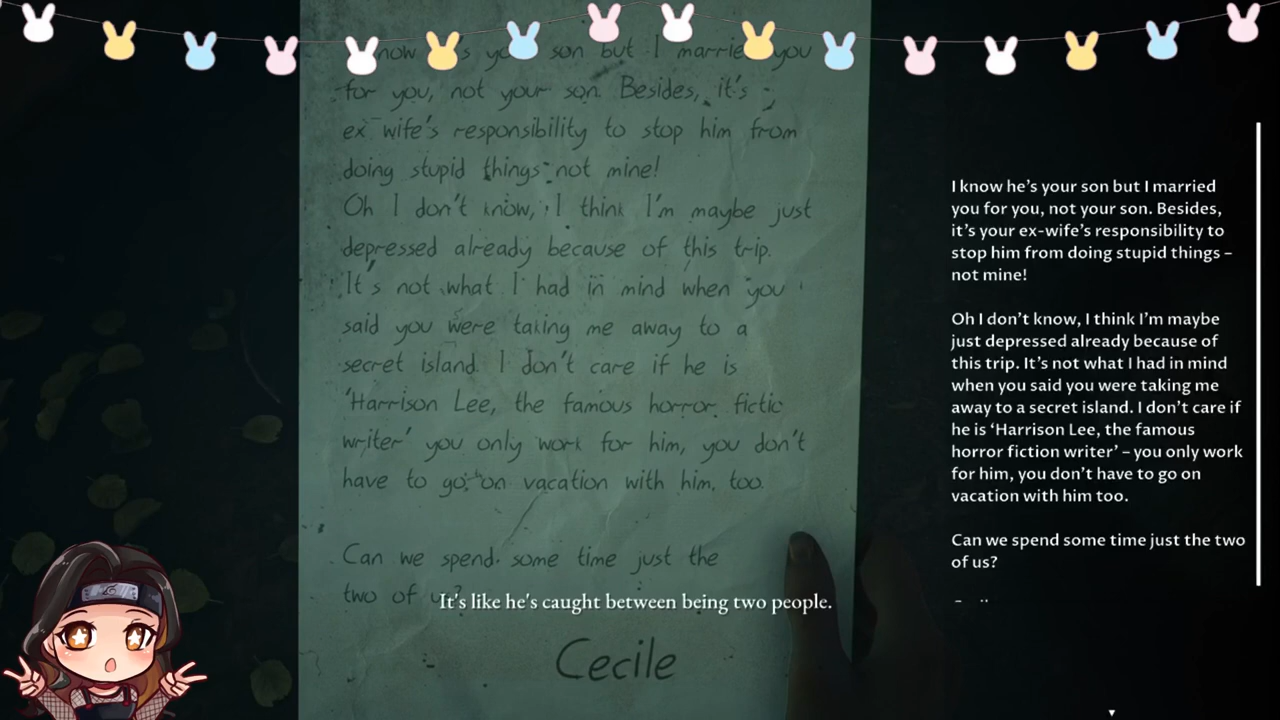 now son but I married you
for you, not your son. Besides, it's
ex wife's responsibility to stop him from
doing stupid things not mine!
Oh I don't know, I think I'm maybe just
depressed already because of this trip.
It's not what I had in mind when you
said you were taking me away to a
secret island. I don't care if he is
'Harrison Lee, the famous horror fictic
writer' you only work for him, you don't
have to go on vacation with him, too.
Can we spend some time just the
two of
Cecile
It's like he's caught between being two people.
I know he's your son but I married
you for you, not your son. Besides,
it's your ex-wife's responsibility to
stop him from doing stupid things –
not mine!
Oh I don't know, I think I'm maybe
just depressed already because of
this trip. It's not what I had in mind
when you said you were taking me
away to a secret island. I don't care if
he is ‘Harrison Lee, the famous
horror fiction writer’ – you only work
for him, you don't have to go on
vacation with him too.
Can we spend some time just the two
of us?